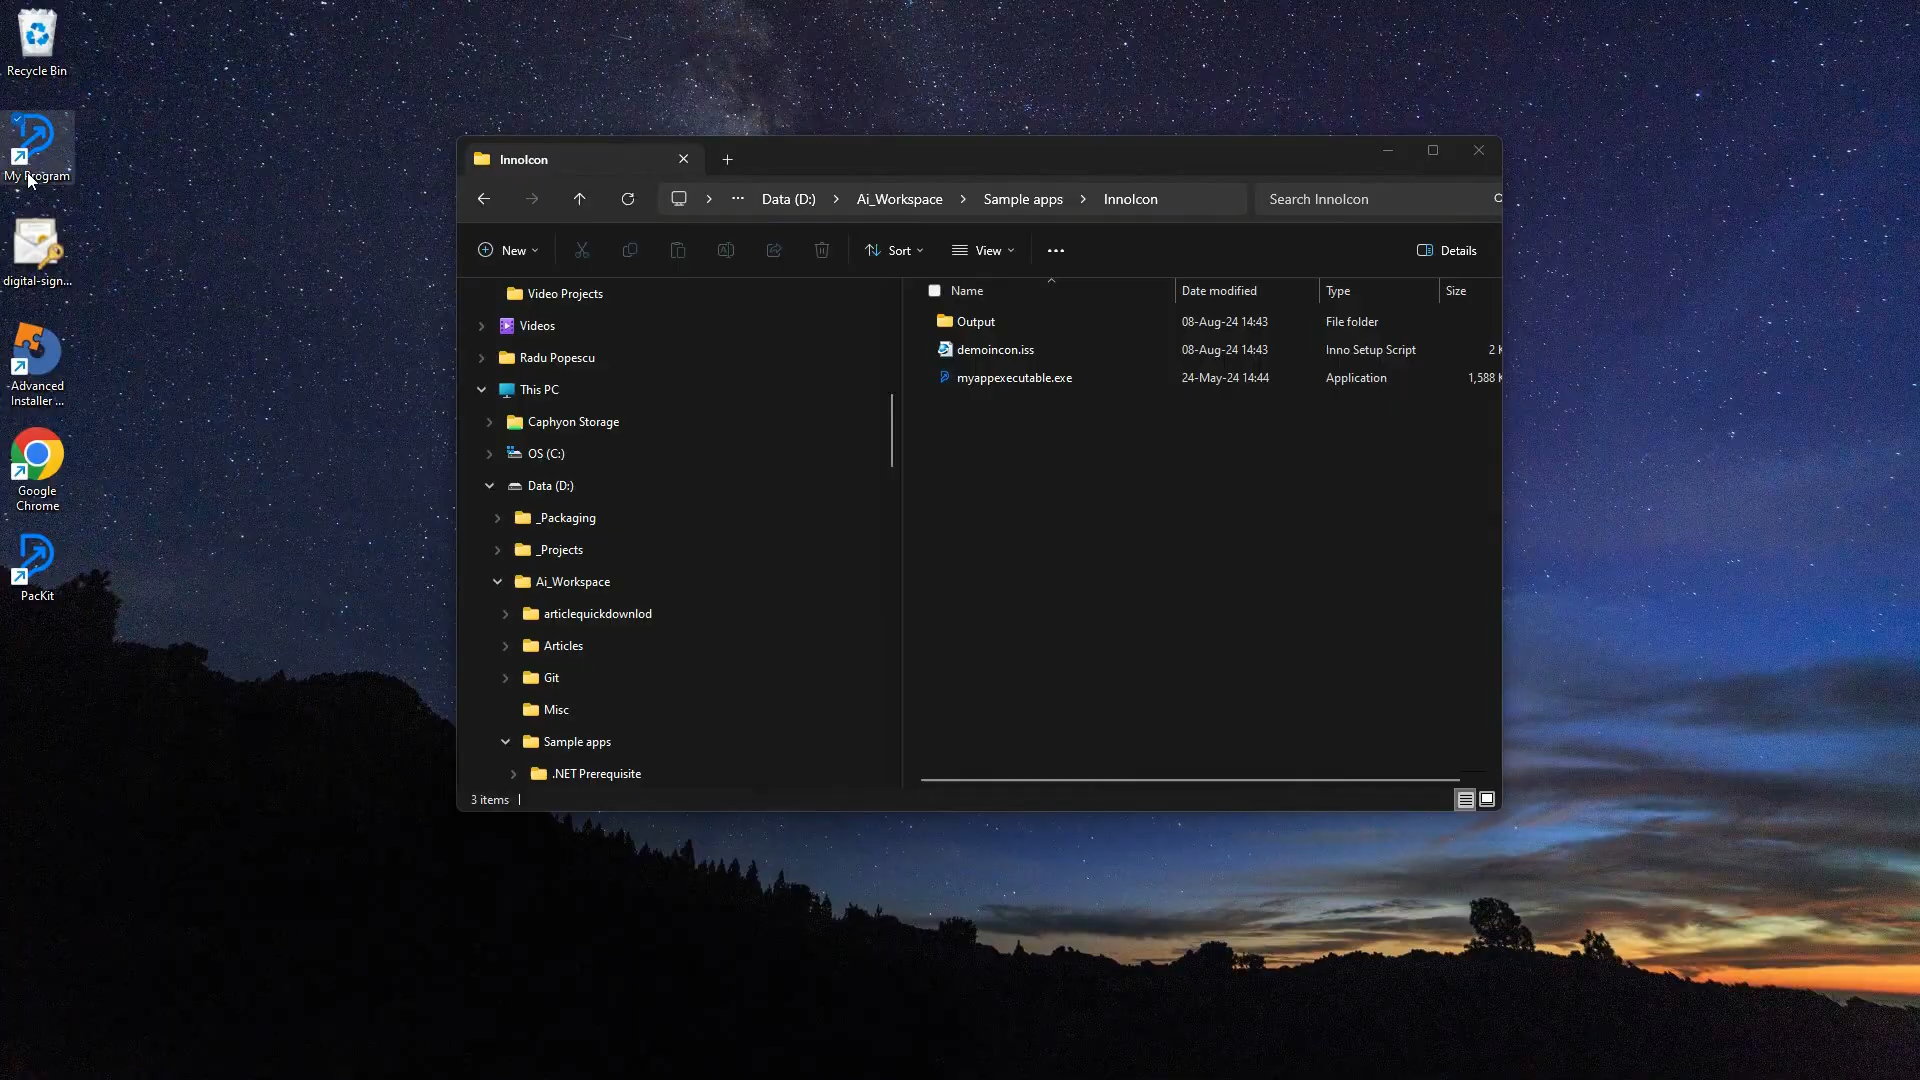 Recycle Bin
My Program
digital-sign...
Advanced
Installer ...
Google
Chrome
PacKit
InnoIcon
Data (D:)
Ai_Workspace
Sample apps
InnoIcon
Search InnoIcon
New
Sort
View
Details
Video Projects
Videos
Radu Popescu
This PC
Caphyon Storage
OS (C:)
Data (D:)
_Packaging
_Projects
Ai_Workspace
articlequickdownlod
Articles
Git
Misc
Sample apps
.NET Prerequisite
Name Date modified Type Size
Output 08-Aug-24 14:43 File folder
demoincon.iss 08-Aug-24 14:43 Inno Setup Script 2 K
myappexecutable.exe 24-May-24 14:44 Application 1,588 K
3 items